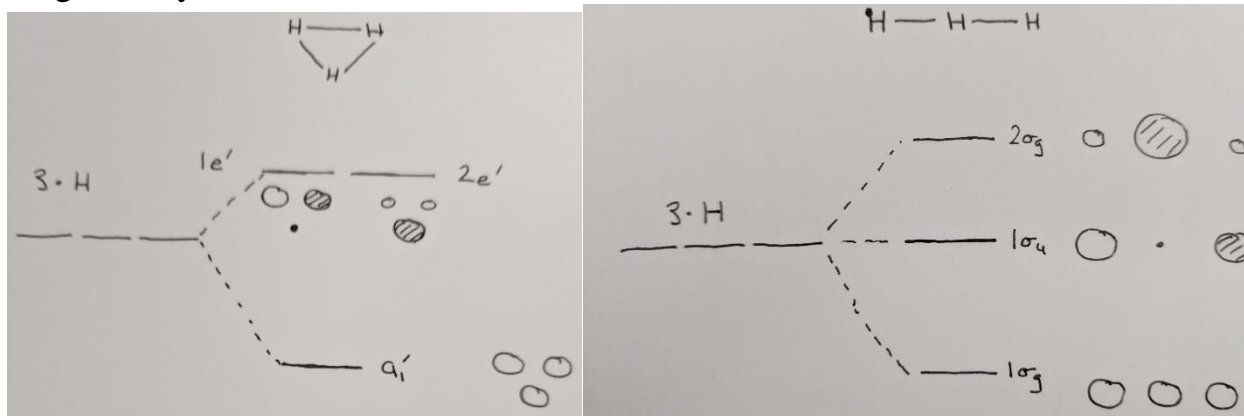 H — H
H
1e'
2e'
3·H
a₁'
H — H — H
2σg
3·H
1σu
1σg